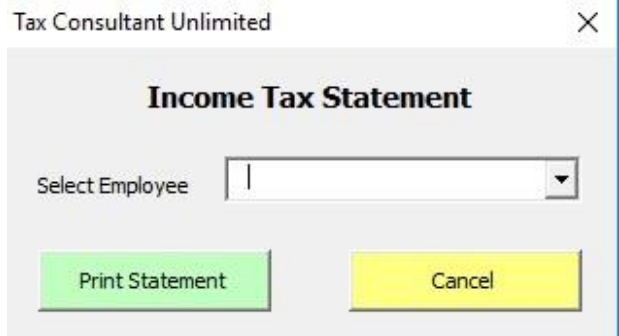 Tax Consultant Unlimited
Income Tax Statement
Select Employee
Print Statement Cancel